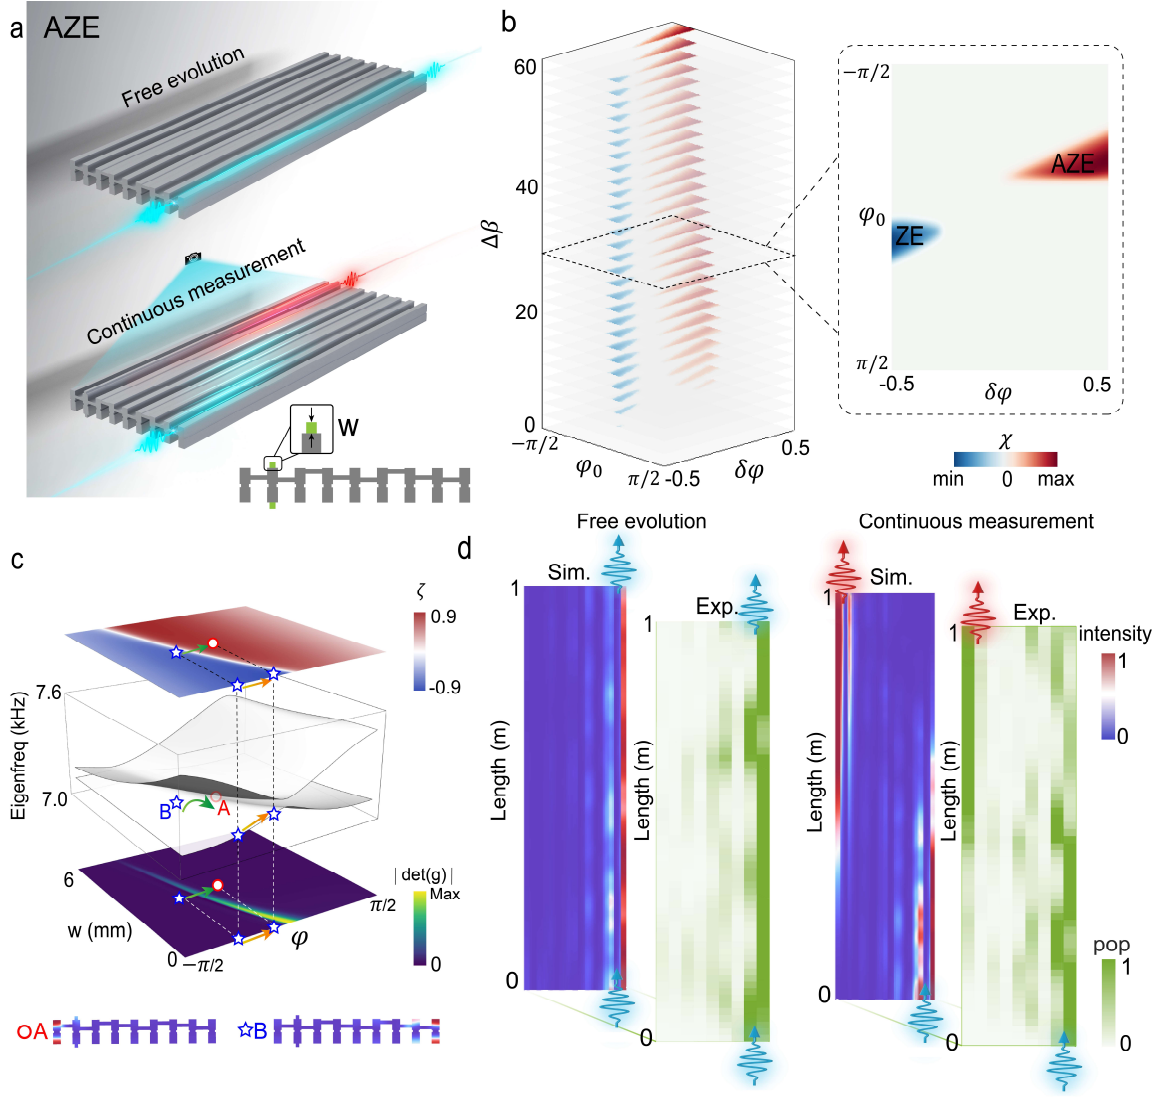 a
AZE
Free evolution
Continuous measurement
W
b
60
40
Δβ
20
0
−π/2
φ₀
π/2
-0.5
δφ
0.5
−π/2
AZE
φ₀
ZE
π/2
-0.5
0.5
δφ
χ
min
0
max
c
ζ
0.9
-0.9
7.6
Eigenfreq (kHz)
7.0
B
A
|det(g)|
Max
0
6
w (mm)
0
−π/2
φ
π/2
A
B
d
Free evolution
Continuous measurement
Sim.
1
Length (m)
0
Exp.
1
Length (m)
0
Sim.
1
Length (m)
0
Exp.
1
Length (m)
0
intensity
1
0
pop
1
0